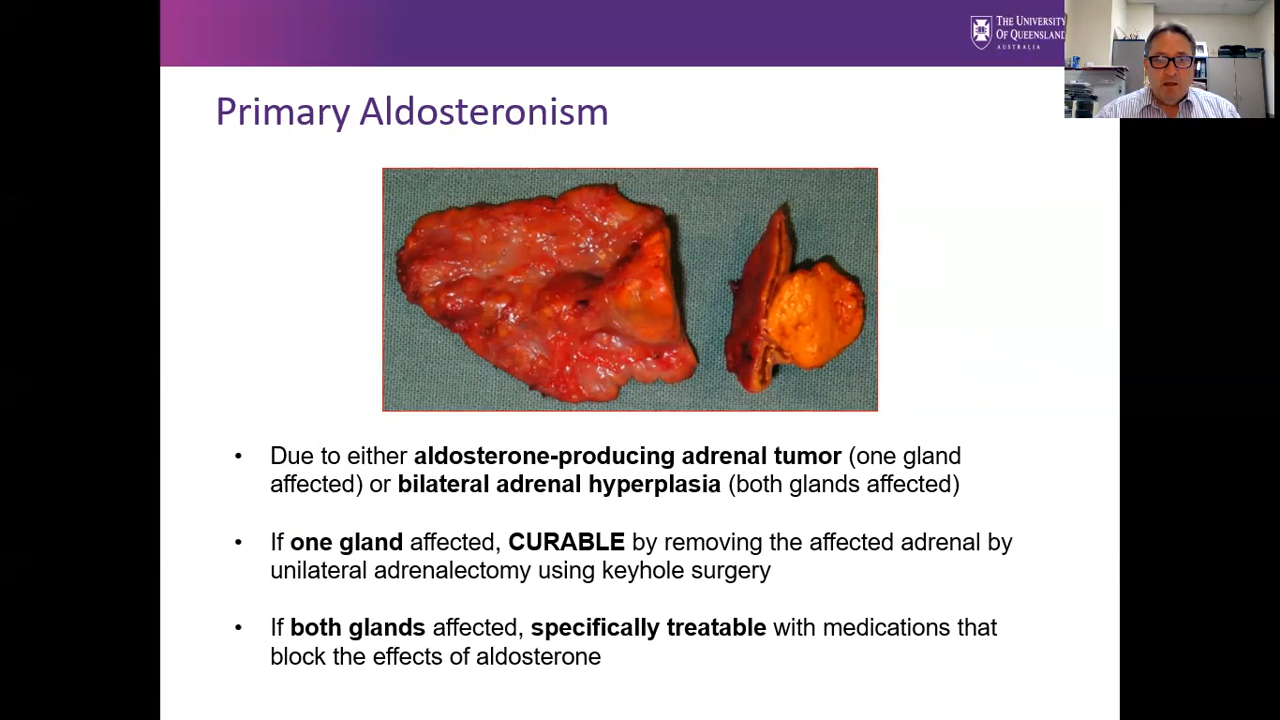 THE UNIVERSITY
OF QUEENSLAND
AUSTRALIA
Primary Aldosteronism
• Due to either aldosterone-producing adrenal tumor (one gland
affected) or bilateral adrenal hyperplasia (both glands affected)
• If one gland affected, CURABLE by removing the affected adrenal by
unilateral adrenalectomy using keyhole surgery
• If both glands affected, specifically treatable with medications that
block the effects of aldosterone